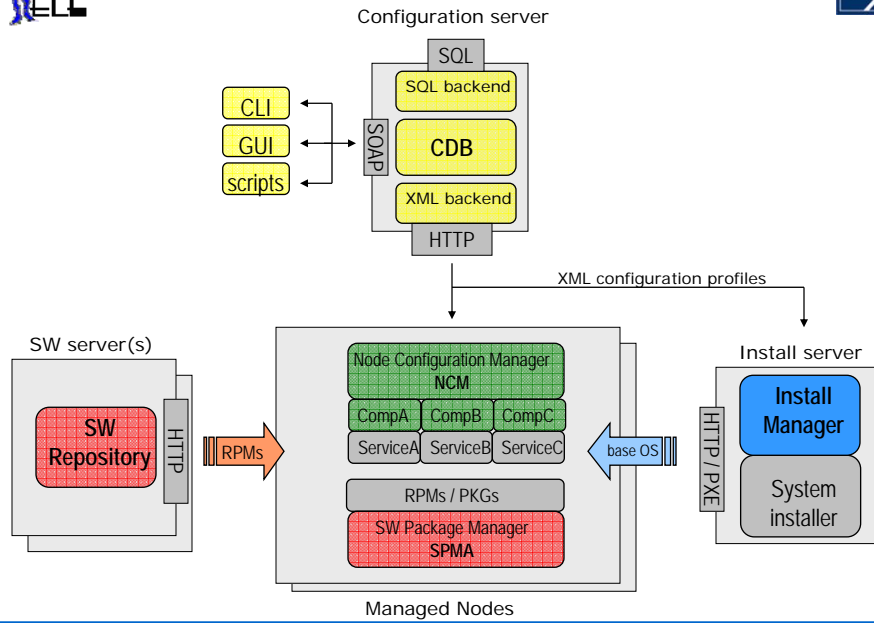 Configuration server
SQL
SQL backend
CLI
GUI
scripts
SOAP
CDB
XML backend
HTTP
XML configuration profiles
SW server(s)
SW
Repository
HTTP
RPMs
Node Configuration Manager
NCM
CompA CompB CompC
ServiceA ServiceB ServiceC
RPMs / PKGs
SW Package Manager
SPMA
Managed Nodes
base OS
Install server
HTTP / PXE
Install
Manager
System
installer